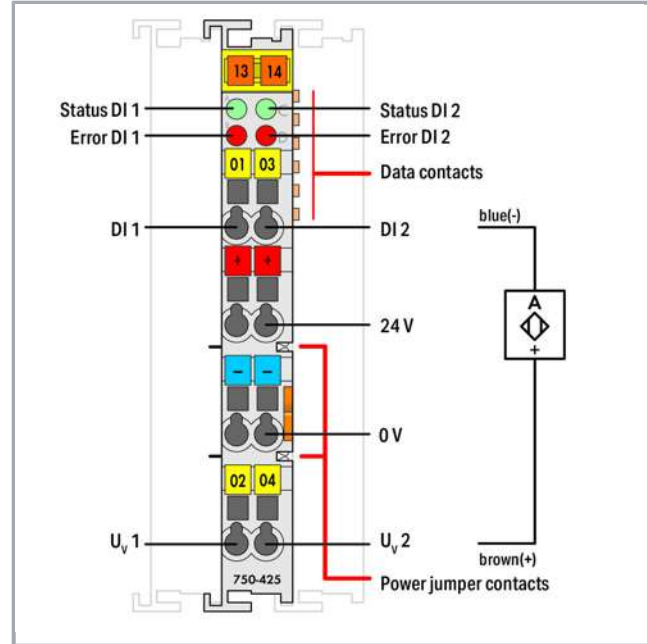 13 14
Status DI 1
Status DI 2
Error DI 1
Error DI 2
01 03
Data contacts
DI 1
DI 2
blue(-)
+ +
A
+
24 V
− −
0 V
02 04
Uᵥ 1
Uᵥ 2
brown(+)
750-425
Power jumper contacts